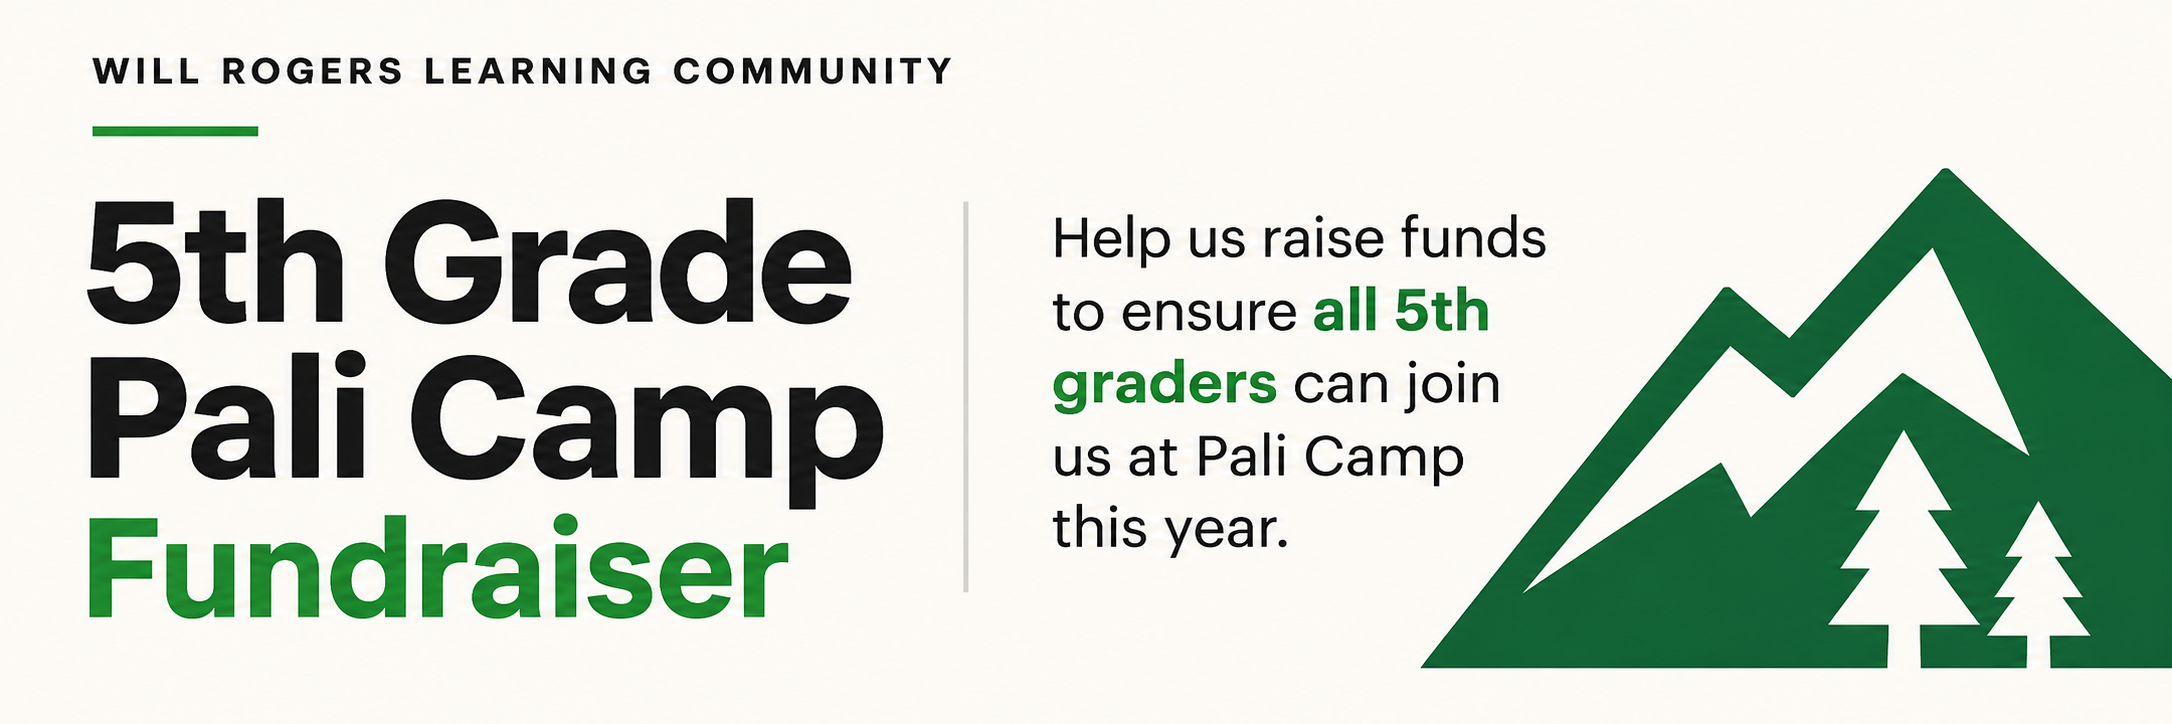 WILL ROGERS LEARNING COMMUNITY
5th Grade
Pali Camp
Fundraiser
Help us raise funds
to ensure all 5th
graders can join
us at Pali Camp
this year.